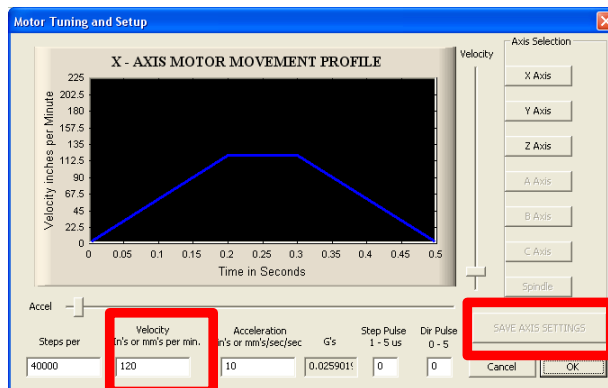 Motor Tuning and Setup
Axis Selection
X - AXIS MOTOR MOVEMENT PROFILE
Velocity
Velocity inches per Minute
225
202.5
180
157.5
135
112.5
90
67.5
45
22.5
0
0 0.05 0.1 0.15 0.2 0.25 0.3 0.35 0.4 0.45 0.5
Time in Seconds
X Axis
Y Axis
Z Axis
A Axis
B Axis
C Axis
Spindle
Accel
Steps per
Velocity
In's or mm's per min.
Acceleration
in's or mm's/sec/sec
G's
Step Pulse
1 - 5 us
Dir Pulse
0 - 5
SAVE AXIS SETTINGS
40000
120
10
0.025901
0
0
Cancel
OK